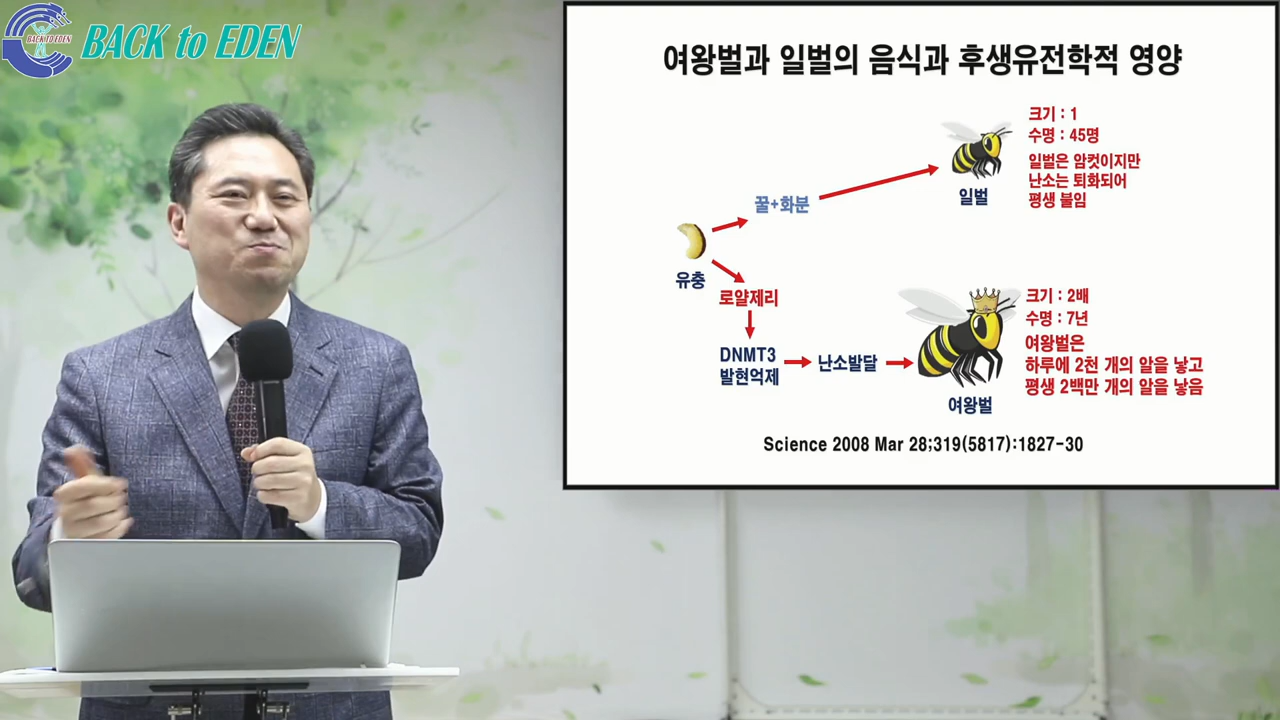 BACK TO EDEN
BACK to EDEN
여왕벌과 일벌의 음식과 후생유전학적 영양
크기 : 1
수명 : 45명
일벌은 암컷이지만
난소는 퇴화되어
평생 불임
일벌
꿀+화분
유충
로얄제리
DNMT3
발현억제
난소발달
여왕벌
크기 : 2배
수명 : 7년
여왕벌은
하루에 2천 개의 알을 낳고
평생 2백만 개의 알을 낳음
Science 2008 Mar 28;319(5817):1827-30